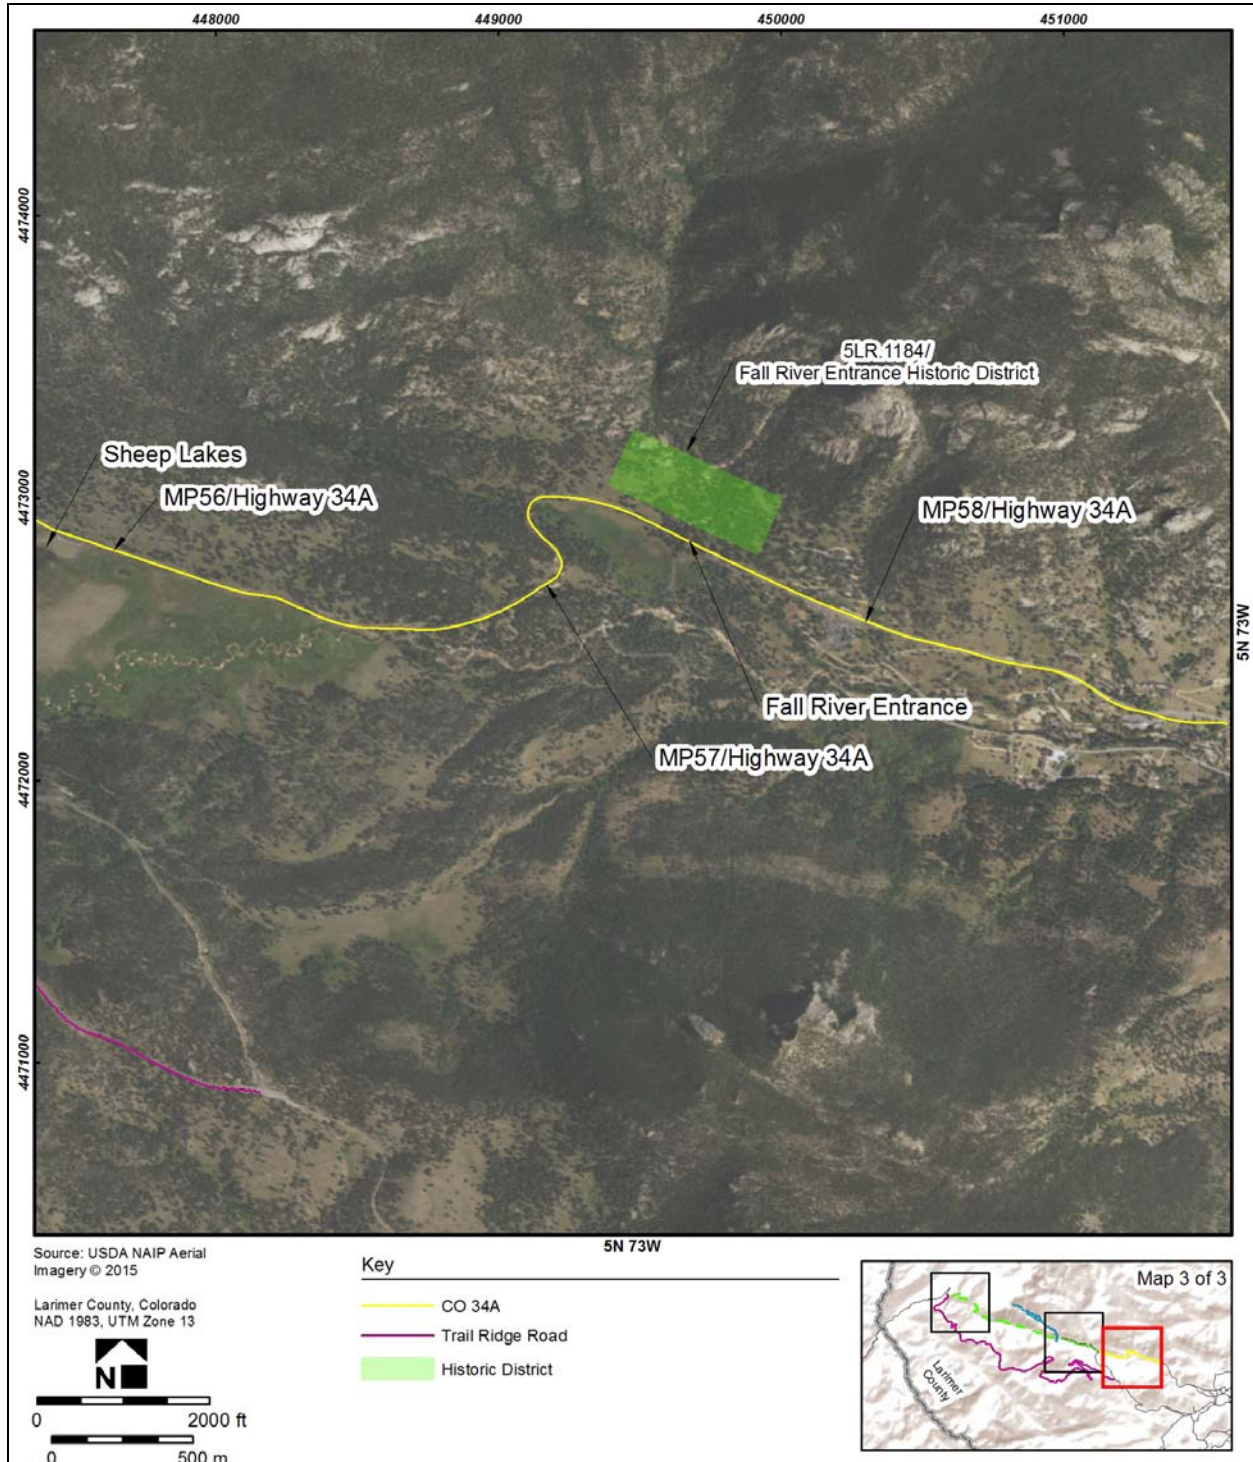 448000
449000
450000
451000
4474000
5LR.1184/
Fall River Entrance Historic District
Sheep Lakes
MP56/Highway 34A
4473000
MP58/Highway 34A
5N 73W
Fall River Entrance
MP57/Highway 34A
4472000
4471000
5N 73W
Source: USDA NAIP Aerial
Imagery © 2015
Larimer County, Colorado
NAD 1983, UTM Zone 13
N
0 2000 ft
0 500 m
Key
CO 34A
Trail Ridge Road
Historic District
Map 3 of 3
Larimer
County